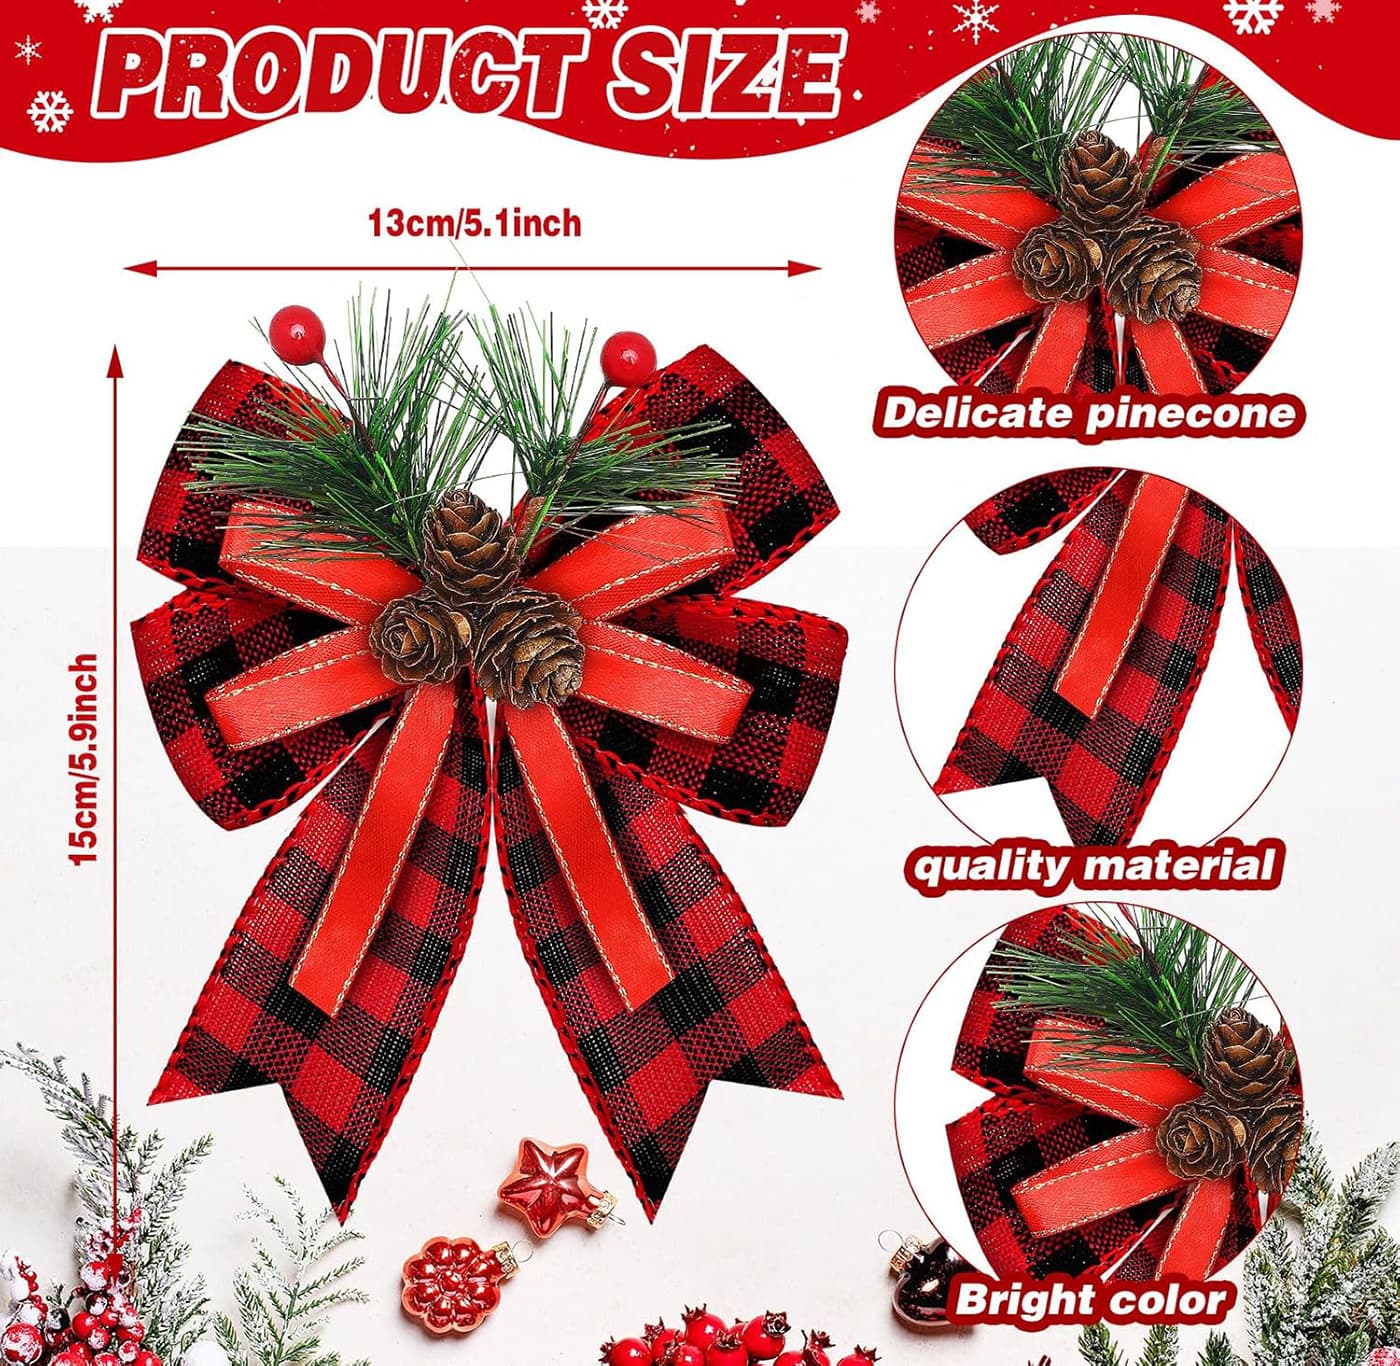 PRODUCT SIZE
13cm/5.1inch
15cm/5.9inch
Delicate pinecone
quality material
Bright color